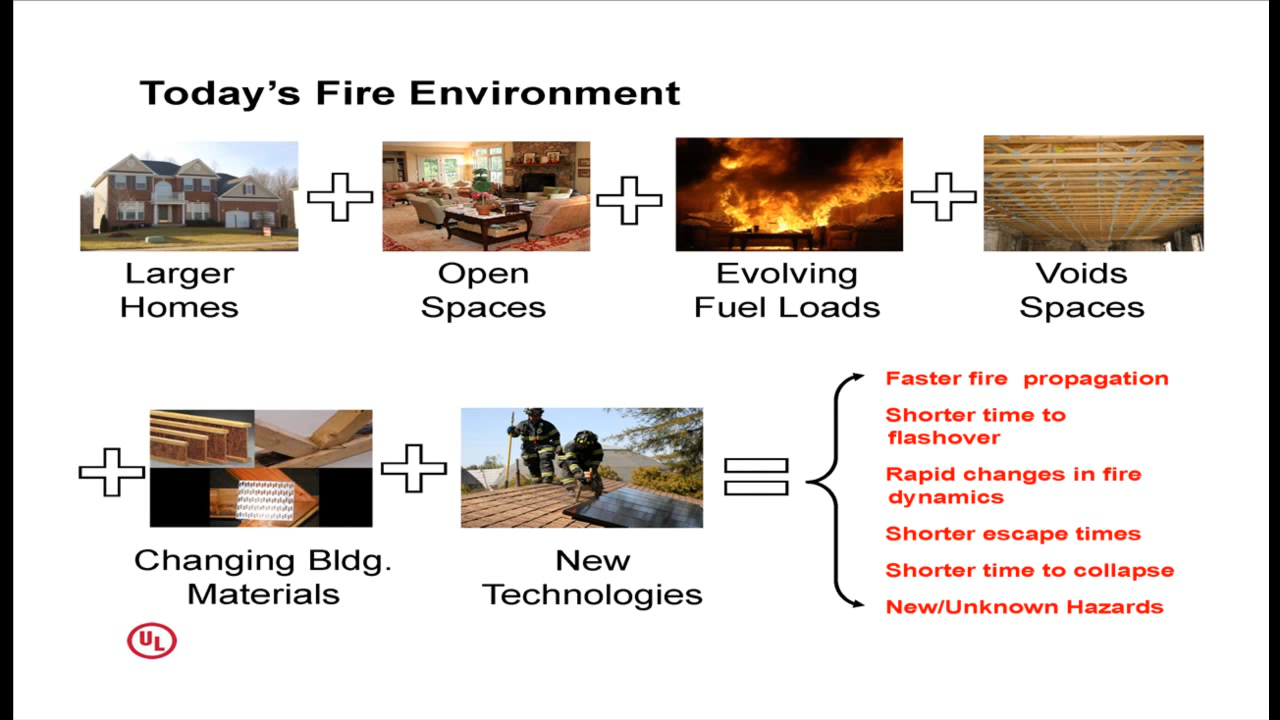 Today's Fire Environment
Larger
Homes
Open
Spaces
Evolving
Fuel Loads
Voids
Spaces
Changing Bldg.
Materials
New
Technologies
Faster fire propagation
Shorter time to
flashover
Rapid changes in fire
dynamics
Shorter escape times
Shorter time to collapse
New/Unknown Hazards
UL